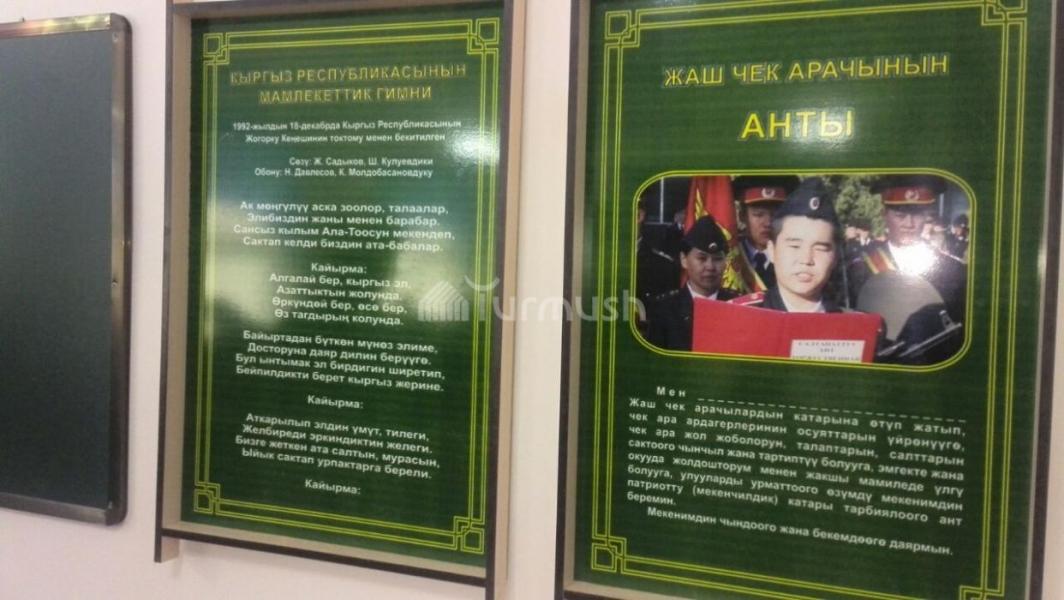 КЫРГЫЗ РЕСПУБЛИКАСЫНЫН
МАМЛЕКЕТТИК ГИМНИ
1992-жылдын 18-декабрда Кыргыз Республикасынын
Жогорку Кеңешинин токтому менен бекитилген
Сөзү: Ж. Садыков, Ш. Кулуевдики
Обону: Н. Давлесов, К. Молдобасановдуку
Ак мөңгүлүү аска зоолор, талаалар,
Элибиздин жаны менен барабар.
Сансыз кылым Ала-Тоосун мекендеп,
Сактап келди биздин ата-бабалар.
Кайырма:
Алгалай бер, кыргыз эл,
Азаттыктын жолунда.
Өркүндөй бер, өсө бер,
Өз тагдырың колунда.
Байыртадан бүткөн мүнөз элиме,
Досторуна даяр дилин берүүгө.
Бул ынтымак эл бирдигин ширетип,
Бейпилдикти берет кыргыз жерине.
Кайырма:
Аткарылып элдин үмүт, тилеги,
Желбиреди эркиндиктин желеги.
Бизге жеткен ата салтын, мурасын,
Ыйык сактап урпактарга берели.
Кайырма:
Turmush
ЖАШ ЧЕК АРАЧЫНЫН
АНТЫ
САЛТАНАТТУУ
АНТ
Мен
Жаш чек арачылардын катарына өтүп жатып,
чек ара ардагерлеринин осуяттарын үйрөнүүгө,
чек ара жол жоболорун, талаптарын, салттарын
сактоого чынчыл жана тартиптүү болууга, эмгекте жана
окууда жолдошторум менен жакшы мамиледе үлгү
болууга, улууларды урматтоого өзүмдү мекенимдин
патриотту (мекенчилдик) катары тарбиялоого ант
беремин.
Мекенимдин чындоого жана бекемдөөгө даярмын.